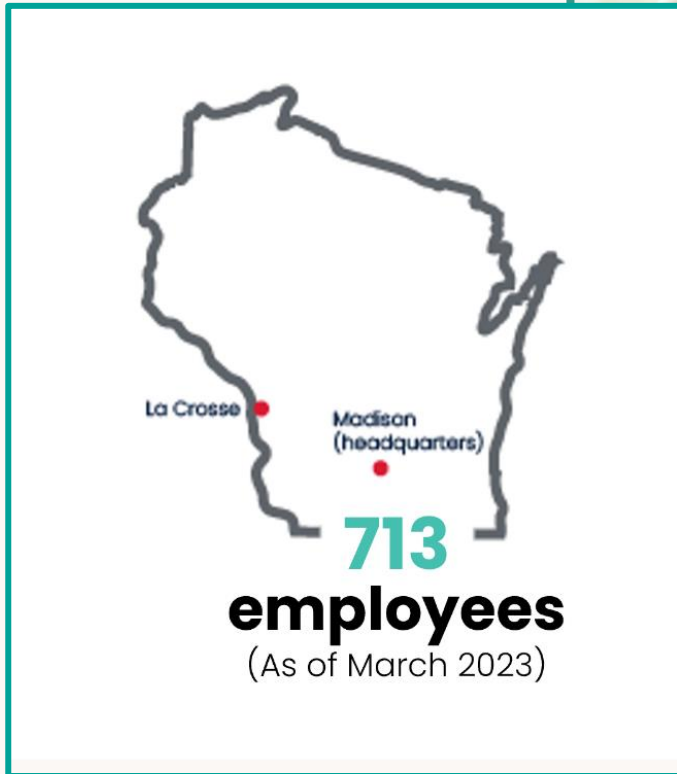 La Crosse
Madison
(headquarters)
713
employees
(As of March 2023)